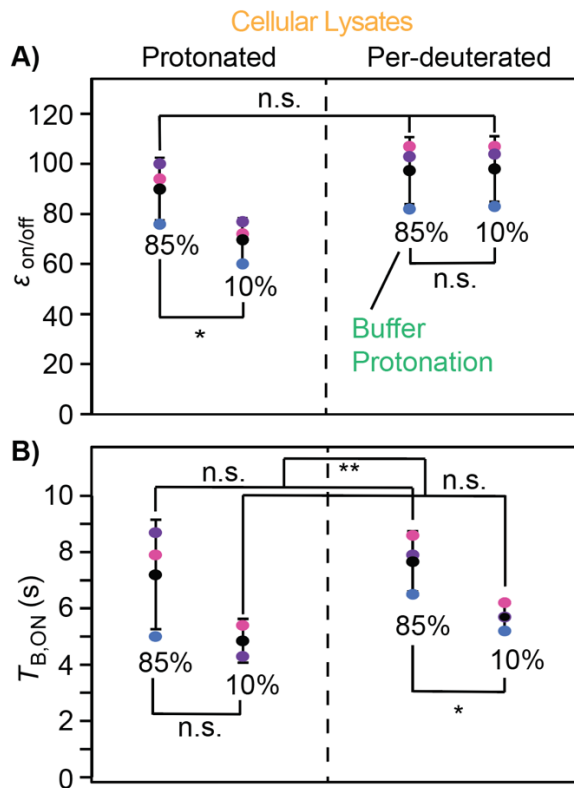 Cellular Lysates
A) Protonated Per-deuterated
n.s.
120
100
80
60
40
20
0
ε on/off
85%
10%
*
85% 10%
n.s.
Buffer
Protonation
B)
n.s. ** n.s.
10
8
6
4
2
0
T B,ON (s)
85%
10%
n.s.
85%
10%
*